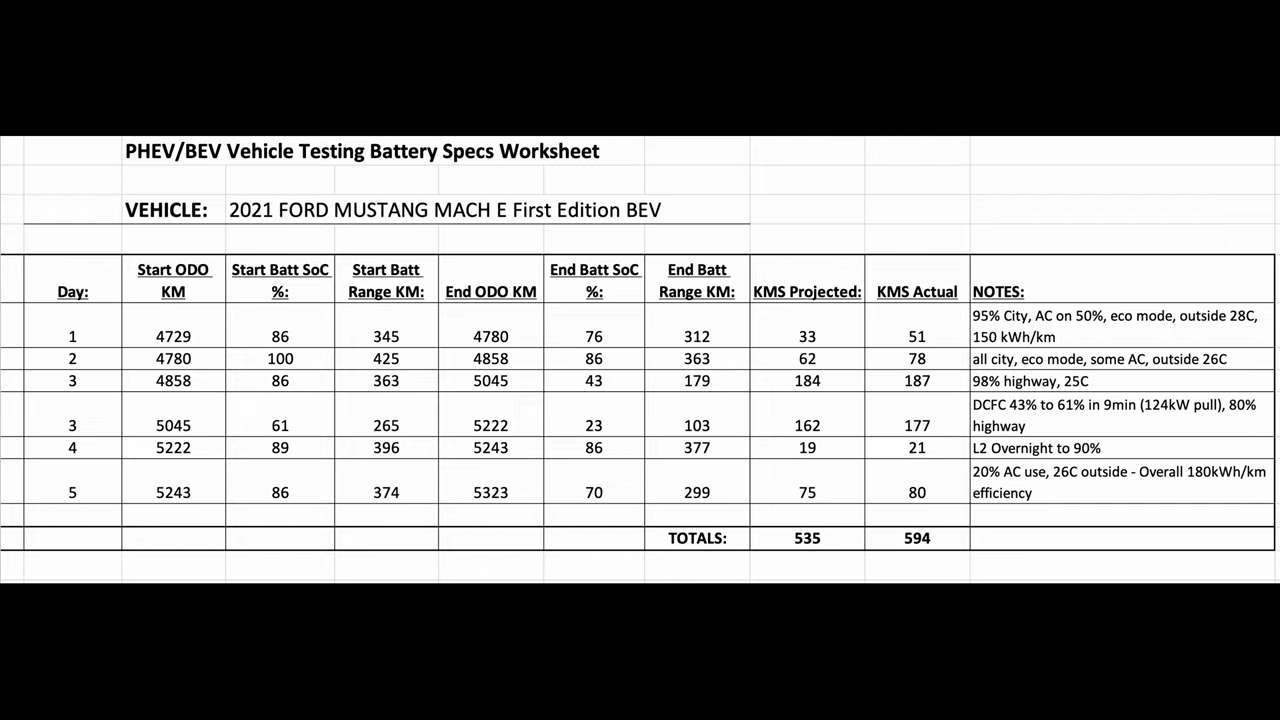 PHEV/BEV Vehicle Testing Battery Specs Worksheet
VEHICLE: 2021 FORD MUSTANG MACH E First Edition BEV
Day: Start ODO KM Start Batt SoC %: Start Batt Range KM: End ODO KM End Batt SoC %: End Batt Range KM: KMS Projected: KMS Actual NOTES:
1 4729 86 345 4780 76 312 33 51 95% City, AC on 50%, eco mode, outside 28C, 150 kWh/km
2 4780 100 425 4858 86 363 62 78 all city, eco mode, some AC, outside 26C
3 4858 86 363 5045 43 179 184 187 98% highway, 25C
3 5045 61 265 5222 23 103 162 177 DCFC 43% to 61% in 9min (124kW pull), 80% highway
4 5222 89 396 5243 86 377 19 21 L2 Overnight to 90%
5 5243 86 374 5323 70 299 75 80 20% AC use, 26C outside - Overall 180kWh/km efficiency
TOTALS: 535 594